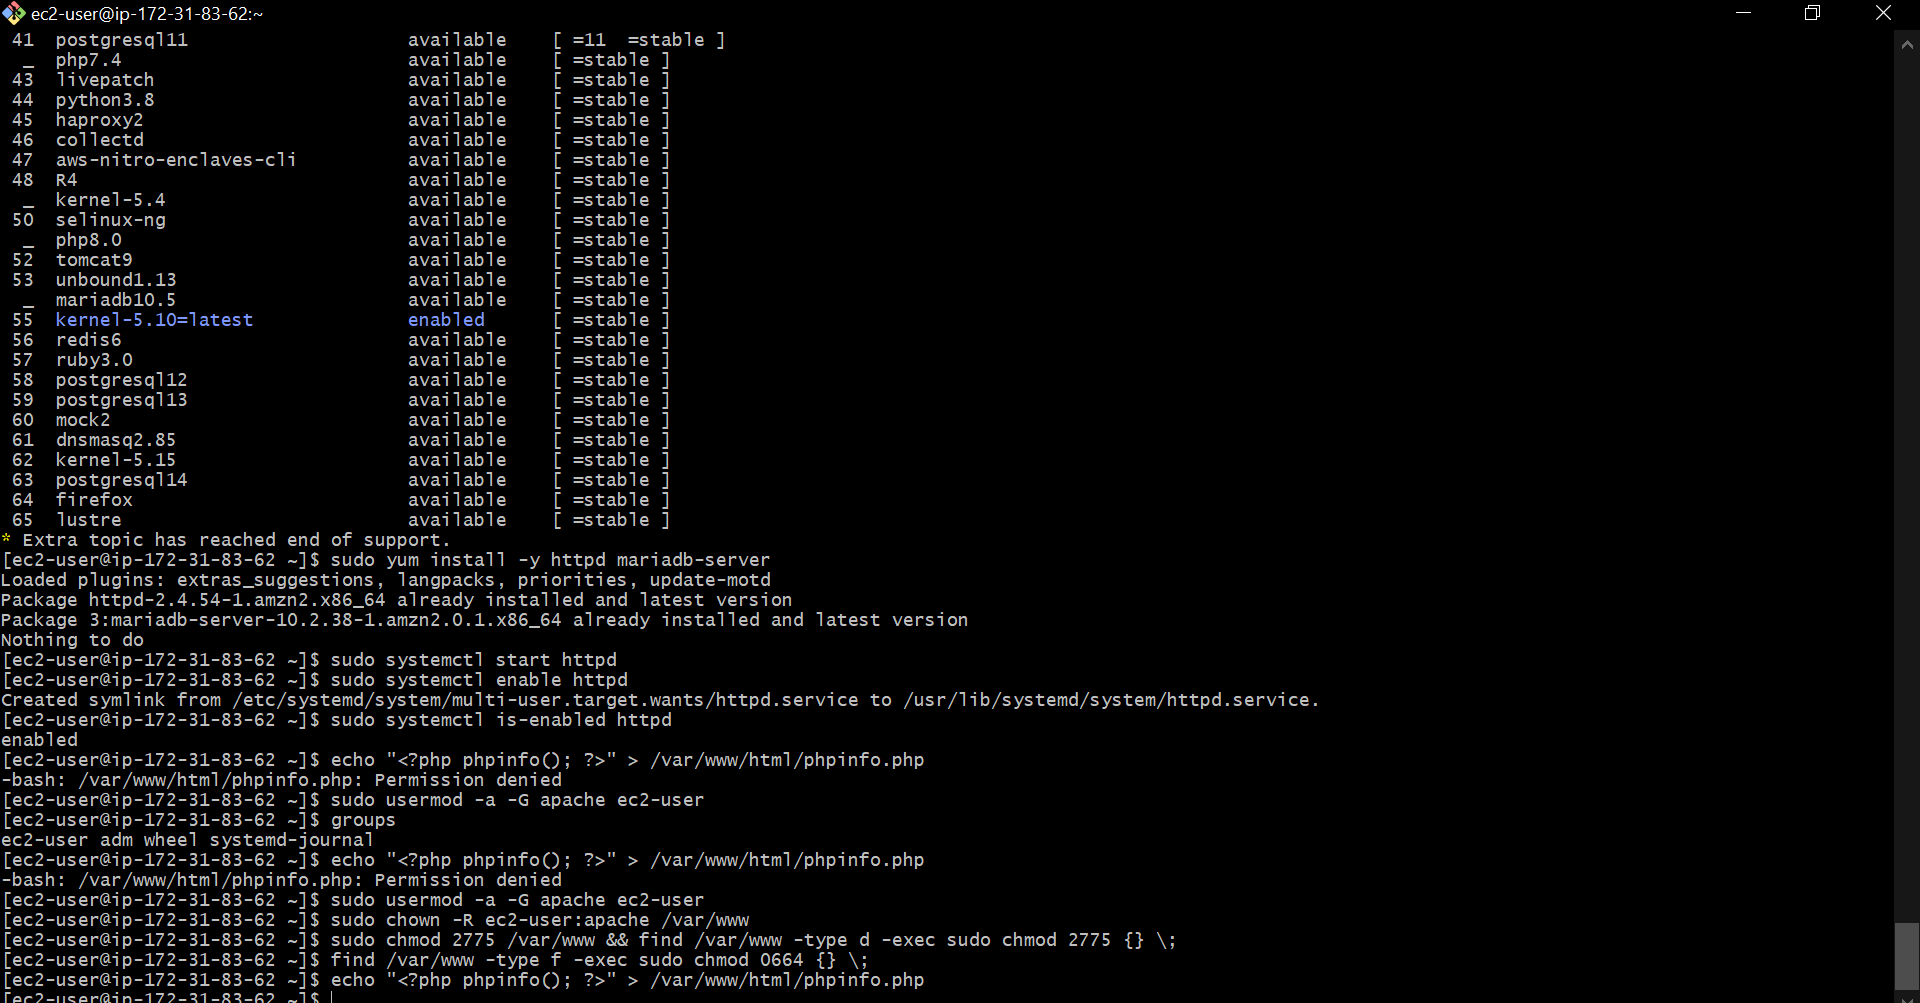 ec2-user@ip-172-31-83-62:~
41 postgresql11 available [ =11 =stable ]
_ php7.4 available [ =stable ]
43 livepatch available [ =stable ]
44 python3.8 available [ =stable ]
45 haproxy2 available [ =stable ]
46 collectd available [ =stable ]
47 aws-nitro-enclaves-cli available [ =stable ]
48 R4 available [ =stable ]
_ kernel-5.4 available [ =stable ]
50 selinux-ng available [ =stable ]
_ php8.0 available [ =stable ]
52 tomcat9 available [ =stable ]
53 unbound1.13 available [ =stable ]
_ mariadb10.5 available [ =stable ]
55 kernel-5.10=latest enabled [ =stable ]
56 redis6 available [ =stable ]
57 ruby3.0 available [ =stable ]
58 postgresql12 available [ =stable ]
59 postgresql13 available [ =stable ]
60 mock2 available [ =stable ]
61 dnsmasq2.85 available [ =stable ]
62 kernel-5.15 available [ =stable ]
63 postgresql14 available [ =stable ]
64 firefox available [ =stable ]
65 lustre available [ =stable ]
* Extra topic has reached end of support.
[ec2-user@ip-172-31-83-62 ~]$ sudo yum install -y httpd mariadb-server
Loaded plugins: extras_suggestions, langpacks, priorities, update-motd
Package httpd-2.4.54-1.amzn2.x86_64 already installed and latest version
Package 3:mariadb-server-10.2.38-1.amzn2.0.1.x86_64 already installed and latest version
Nothing to do
[ec2-user@ip-172-31-83-62 ~]$ sudo systemctl start httpd
[ec2-user@ip-172-31-83-62 ~]$ sudo systemctl enable httpd
Created symlink from /etc/systemd/system/multi-user.target.wants/httpd.service to /usr/lib/systemd/system/httpd.service.
[ec2-user@ip-172-31-83-62 ~]$ sudo systemctl is-enabled httpd
enabled
[ec2-user@ip-172-31-83-62 ~]$ echo "<?php phpinfo(); ?>" > /var/www/html/phpinfo.php
-bash: /var/www/html/phpinfo.php: Permission denied
[ec2-user@ip-172-31-83-62 ~]$ sudo usermod -a -G apache ec2-user
[ec2-user@ip-172-31-83-62 ~]$ groups
ec2-user adm wheel systemd-journal
[ec2-user@ip-172-31-83-62 ~]$ echo "<?php phpinfo(); ?>" > /var/www/html/phpinfo.php
-bash: /var/www/html/phpinfo.php: Permission denied
[ec2-user@ip-172-31-83-62 ~]$ sudo usermod -a -G apache ec2-user
[ec2-user@ip-172-31-83-62 ~]$ sudo chown -R ec2-user:apache /var/www
[ec2-user@ip-172-31-83-62 ~]$ sudo chmod 2775 /var/www && find /var/www -type d -exec sudo chmod 2775 {} \;
[ec2-user@ip-172-31-83-62 ~]$ find /var/www -type f -exec sudo chmod 0664 {} \;
[ec2-user@ip-172-31-83-62 ~]$ echo "<?php phpinfo(); ?>" > /var/www/html/phpinfo.php
[ec2-user@ip-172-31-83-62 ~]$